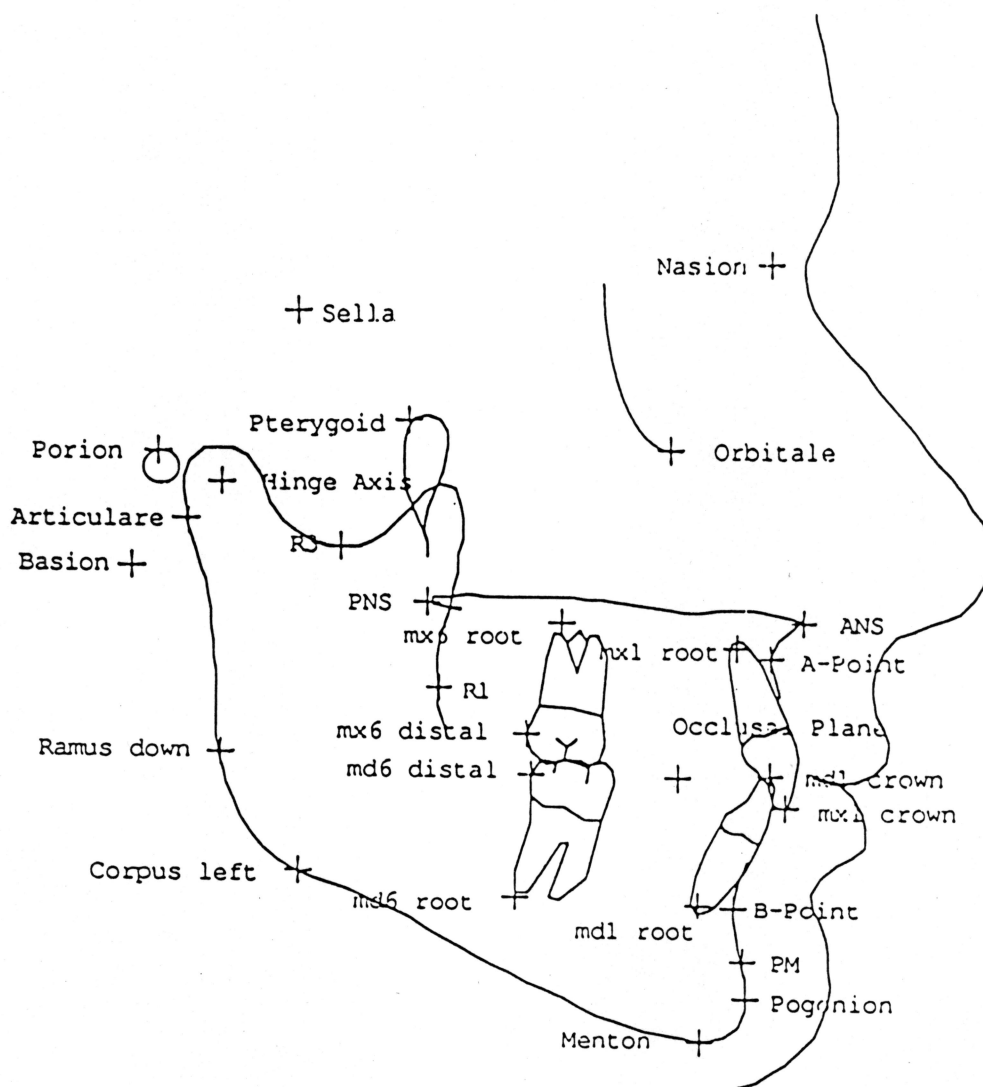 Nasion
Sella
Pterygoid
Porion
Orbitale
Hinge Axis
Articulare
R3
Basion
PNS
ANS
mx6 root
mx1 root
A-Point
R1
mx6 distal
Occlusal Plane
Ramus down
md6 distal
md1 crown
mx1 crown
Corpus left
md6 root
B-Point
md1 root
PM
Pogonion
Menton